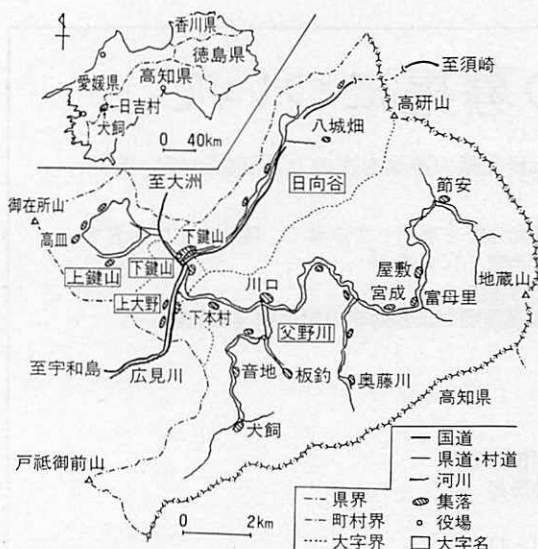 香川県
徳島県
愛媛県
高知県
日吉村
犬飼
0 40km
至須崎
高研山
八城畑
日向谷
節安
至大洲
御在所山
高皿
下鍵山
上鍵山
下鍵山
屋敷
地蔵山
川口
宮成
富母里
上大野
下本村
父野川
至宇和島
広見川
音地
板釣
奥藤川
高知県
犬飼
戸祇御前山
0 2km
県界
町村界
大字界
国道
県道・村道
河川
集落
役場
大字名